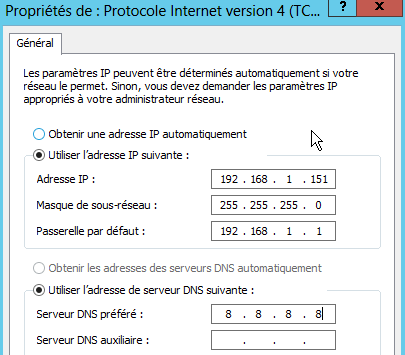 Propriétés de : Protocole Internet version 4 (TC... ? x
Général
Les paramètres IP peuvent être déterminés automatiquement si votre
réseau le permet. Sinon, vous devez demander les paramètres IP
appropriés à votre administrateur réseau.
Obtenir une adresse IP automatiquement
Utiliser l'adresse IP suivante :
Adresse IP : 192 . 168 . 1 . 151
Masque de sous-réseau : 255 . 255 . 255 . 0
Passerelle par défaut : 192 . 168 . 1 . 1
Obtenir les adresses des serveurs DNS automatiquement
Utiliser l'adresse de serveur DNS suivante :
Serveur DNS préféré : 8 . 8 . 8 . 8
Serveur DNS auxiliaire : . . .